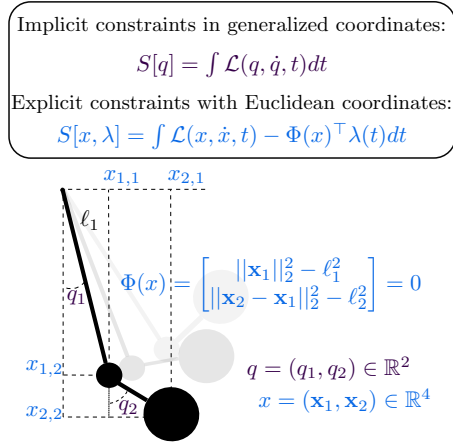 Implicit constraints in generalized coordinates:
S[q] = ∫ ℒ(q, q̇, t)dt
Explicit constraints with Euclidean coordinates:
S[x, λ] = ∫ ℒ(x, ẋ, t) − Φ(x)^⊤ λ(t)dt
x_{1,1} x_{2,1}
ℓ_1
Φ(x) = [ ||𝐱_1||_2^2 − ℓ_1^2
||𝐱_2 − 𝐱_1||_2^2 − ℓ_2^2 ] = 0
q_1
x_{1,2}
q = (q_1, q_2) ∈ ℝ^2
q_2
x = (𝐱_1, 𝐱_2) ∈ ℝ^4
x_{2,2}